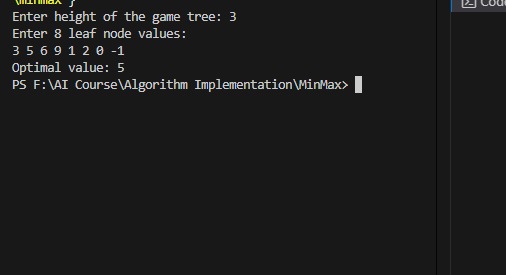 \minmax }
Enter height of the game tree: 3
Enter 8 leaf node values:
3 5 6 9 1 2 0 -1
Optimal value: 5
PS F:\AI Course\Algorithm Implementation\MinMax>
Code